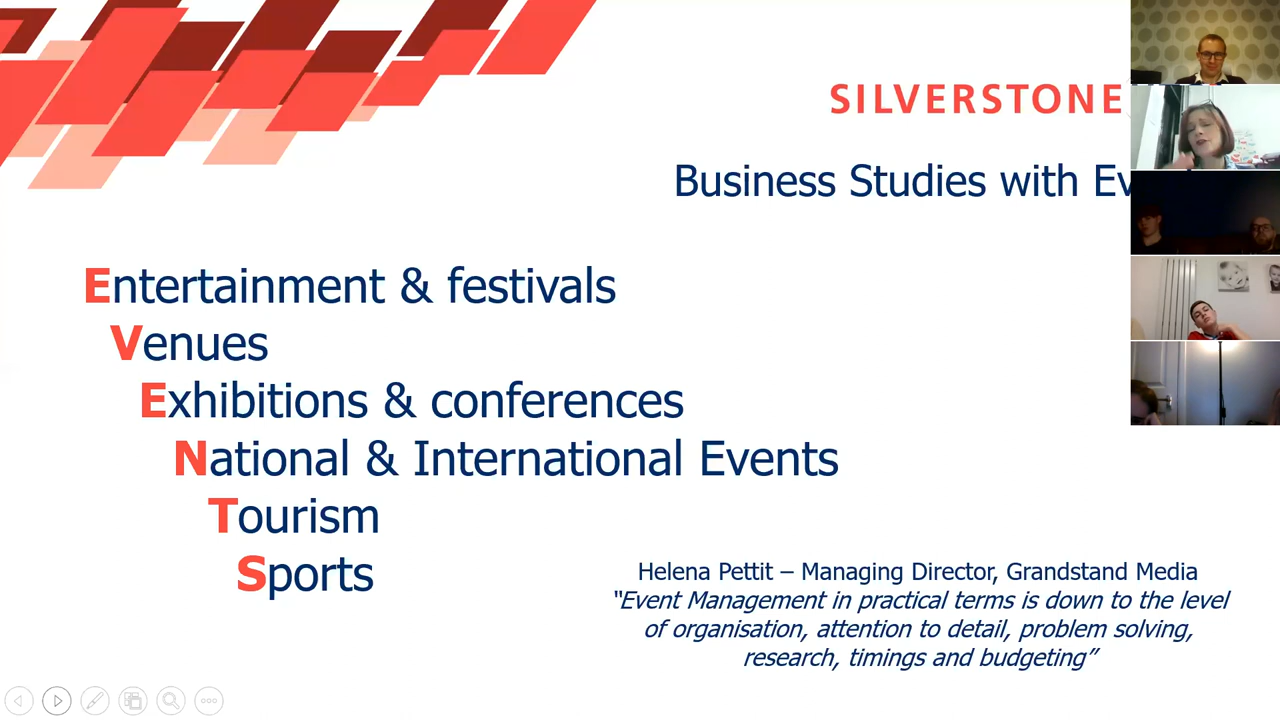 SILVERSTONE
Business Studies with Ev
Entertainment & festivals
Venues
Exhibitions & conferences
National & International Events
Tourism
Sports
Helena Pettit – Managing Director, Grandstand Media
“Event Management in practical terms is down to the level
of organisation, attention to detail, problem solving,
research, timings and budgeting”